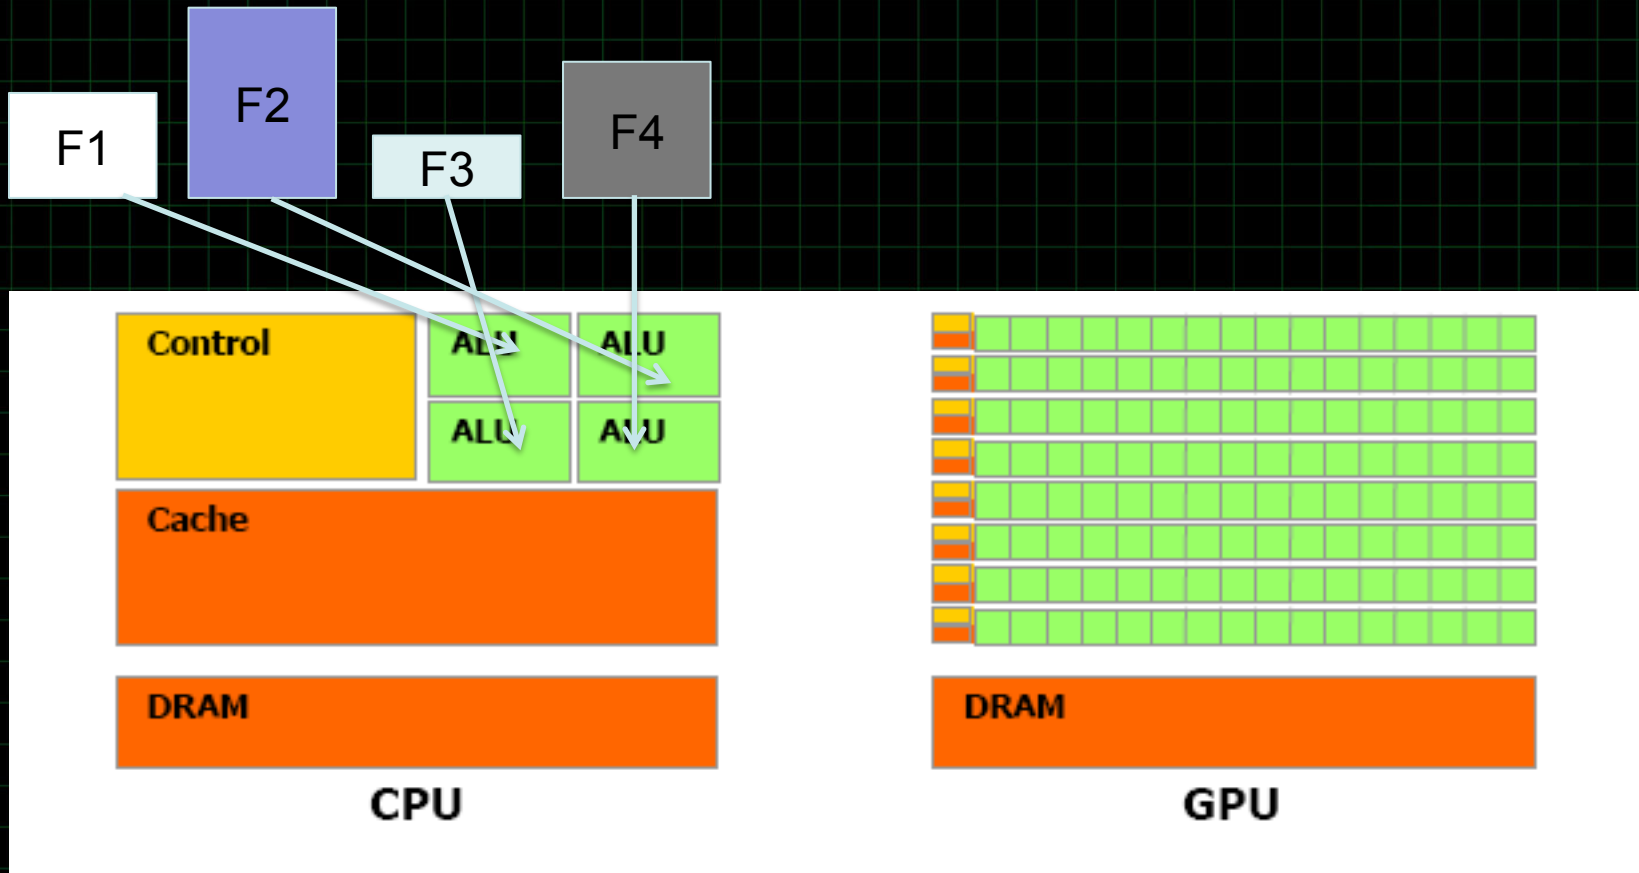 F1
F2
F3
F4
Control
ALU
ALU
ALU
ALU
Cache
DRAM
DRAM
CPU
GPU